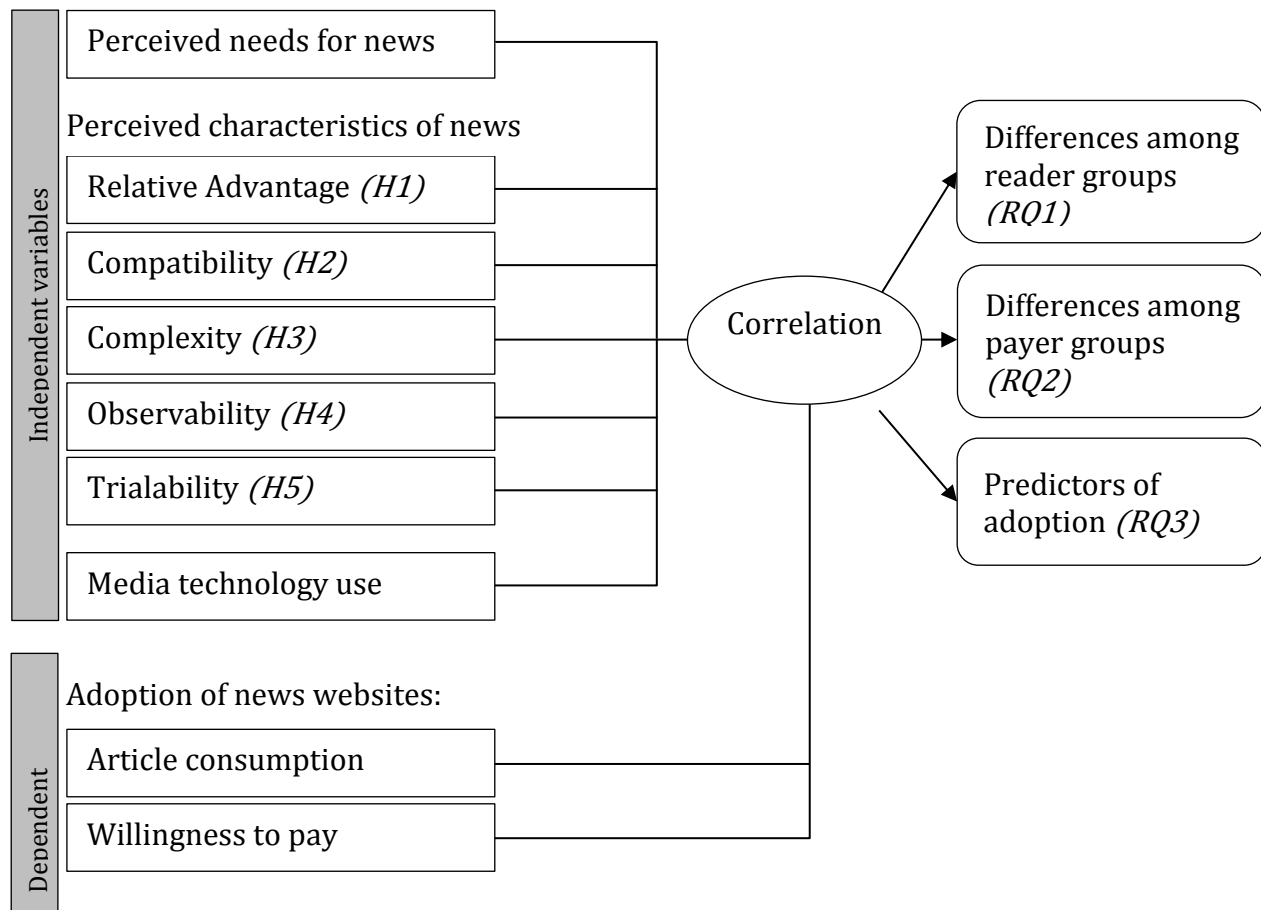 Independent variables
Perceived needs for news
Perceived characteristics of news
Relative Advantage (H1)
Compatibility (H2)
Complexity (H3)
Observability (H4)
Trialability (H5)
Media technology use
Correlation
Differences among
reader groups
(RQ1)
Differences among
payer groups
(RQ2)
Predictors of
adoption (RQ3)
Dependent
Adoption of news websites:
Article consumption
Willingness to pay